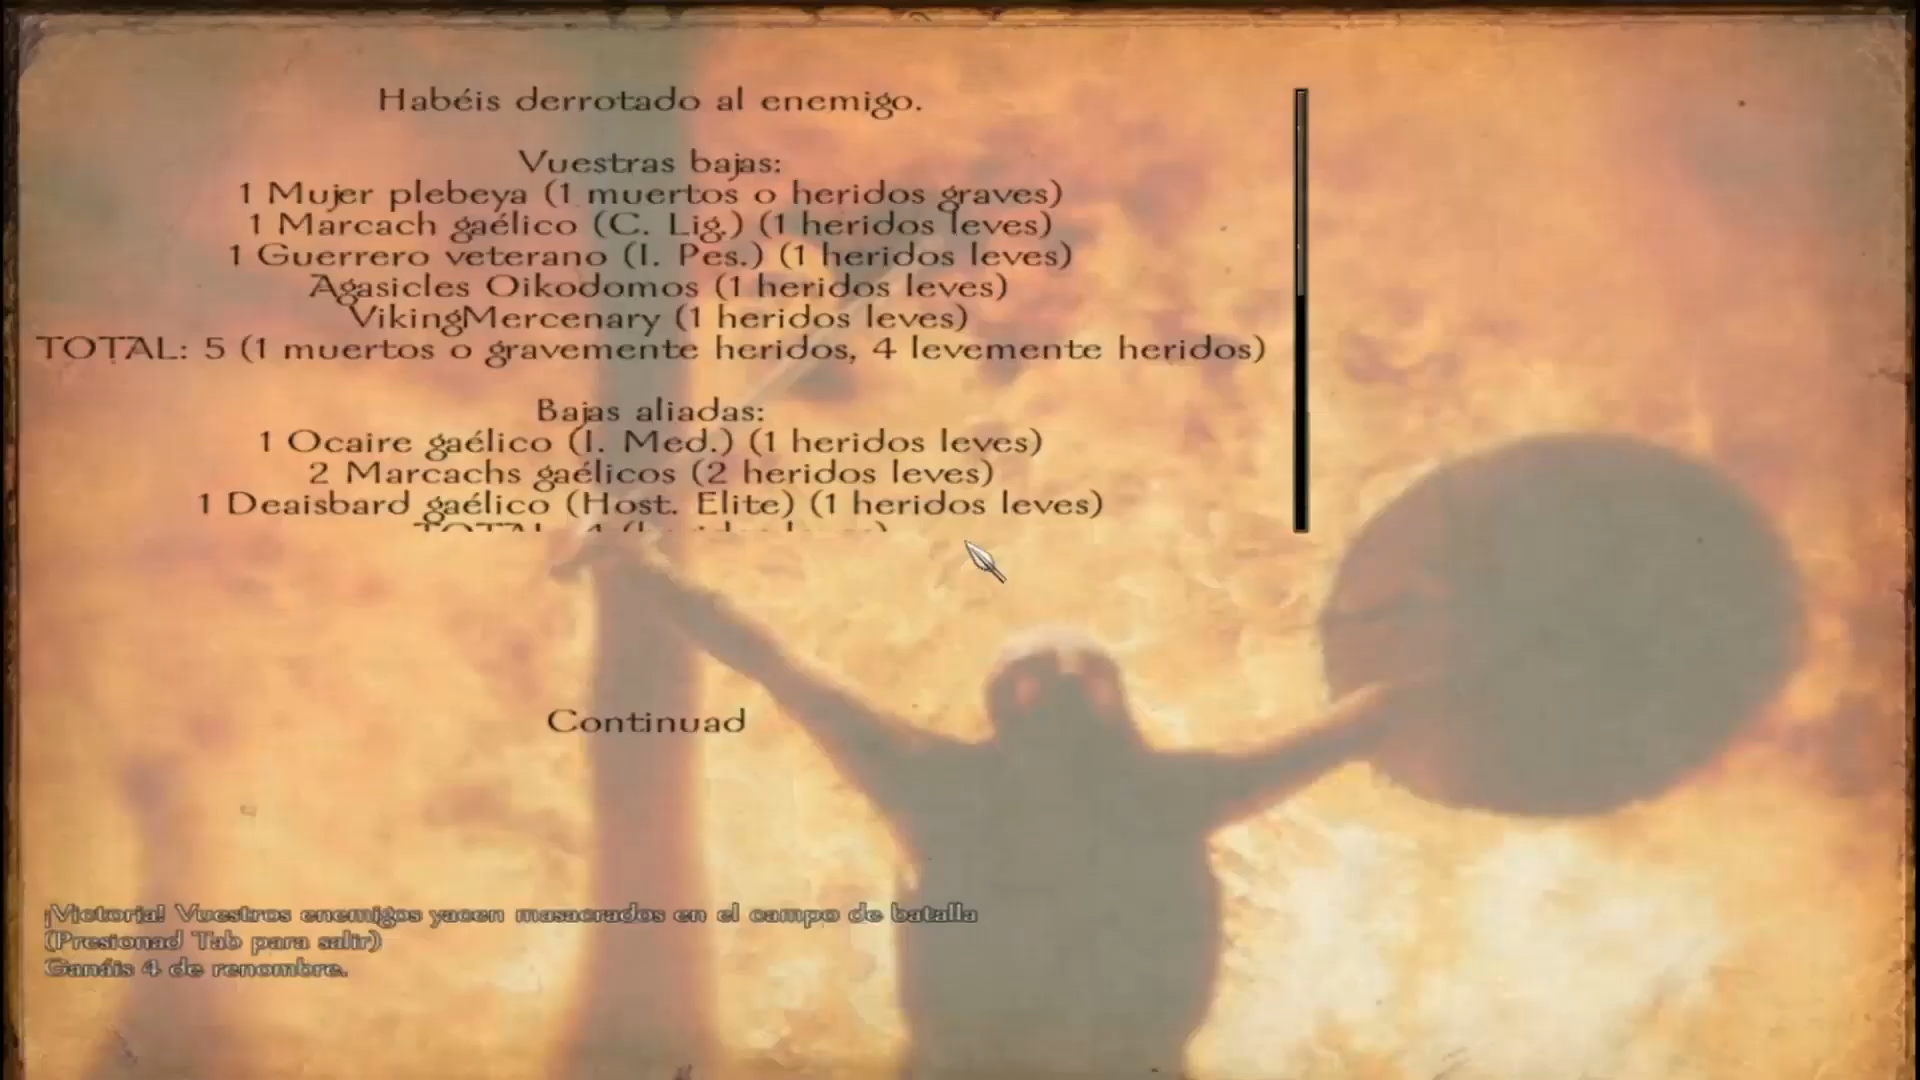 Habéis derrotado al enemigo.
Vuestras bajas:
1 Mujer plebeya (1 muertos o heridos graves)
1 Marcach gaélico (C. Lig.) (1 heridos leves)
1 Guerrero veterano (I. Pes.) (1 heridos leves)
Agasicles Oikodomos (1 heridos leves)
VikingMercenary (1 heridos leves)
TOTAL: 5 (1 muertos o gravemente heridos, 4 levemente heridos)
Bajas aliadas:
1 Ocaire gaélico (I. Med.) (1 heridos leves)
2 Marcachs gaélicos (2 heridos leves)
1 Deaisbard gaélico (Host. Elite) (1 heridos leves)
Continuad
¡Victoria! Vuestros enemigos yacen masacrados en el campo de batalla
(Presionad Tab para salir)
Ganáis 4 de renombre.